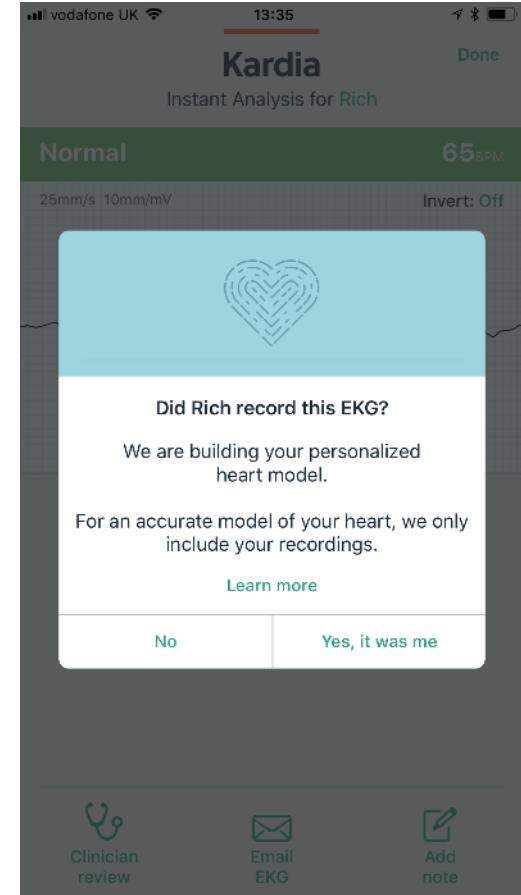 vodafone UK 13:35
Kardia
Done
Instant Analysis for Rich
Normal 65 BPM
25mm/s 10mm/mV Invert: Off
Did Rich record this EKG?
We are building your personalized
heart model.
For an accurate model of your heart, we only
include your recordings.
Learn more
No Yes, it was me
Clinician
review
Email
EKG
Add
note